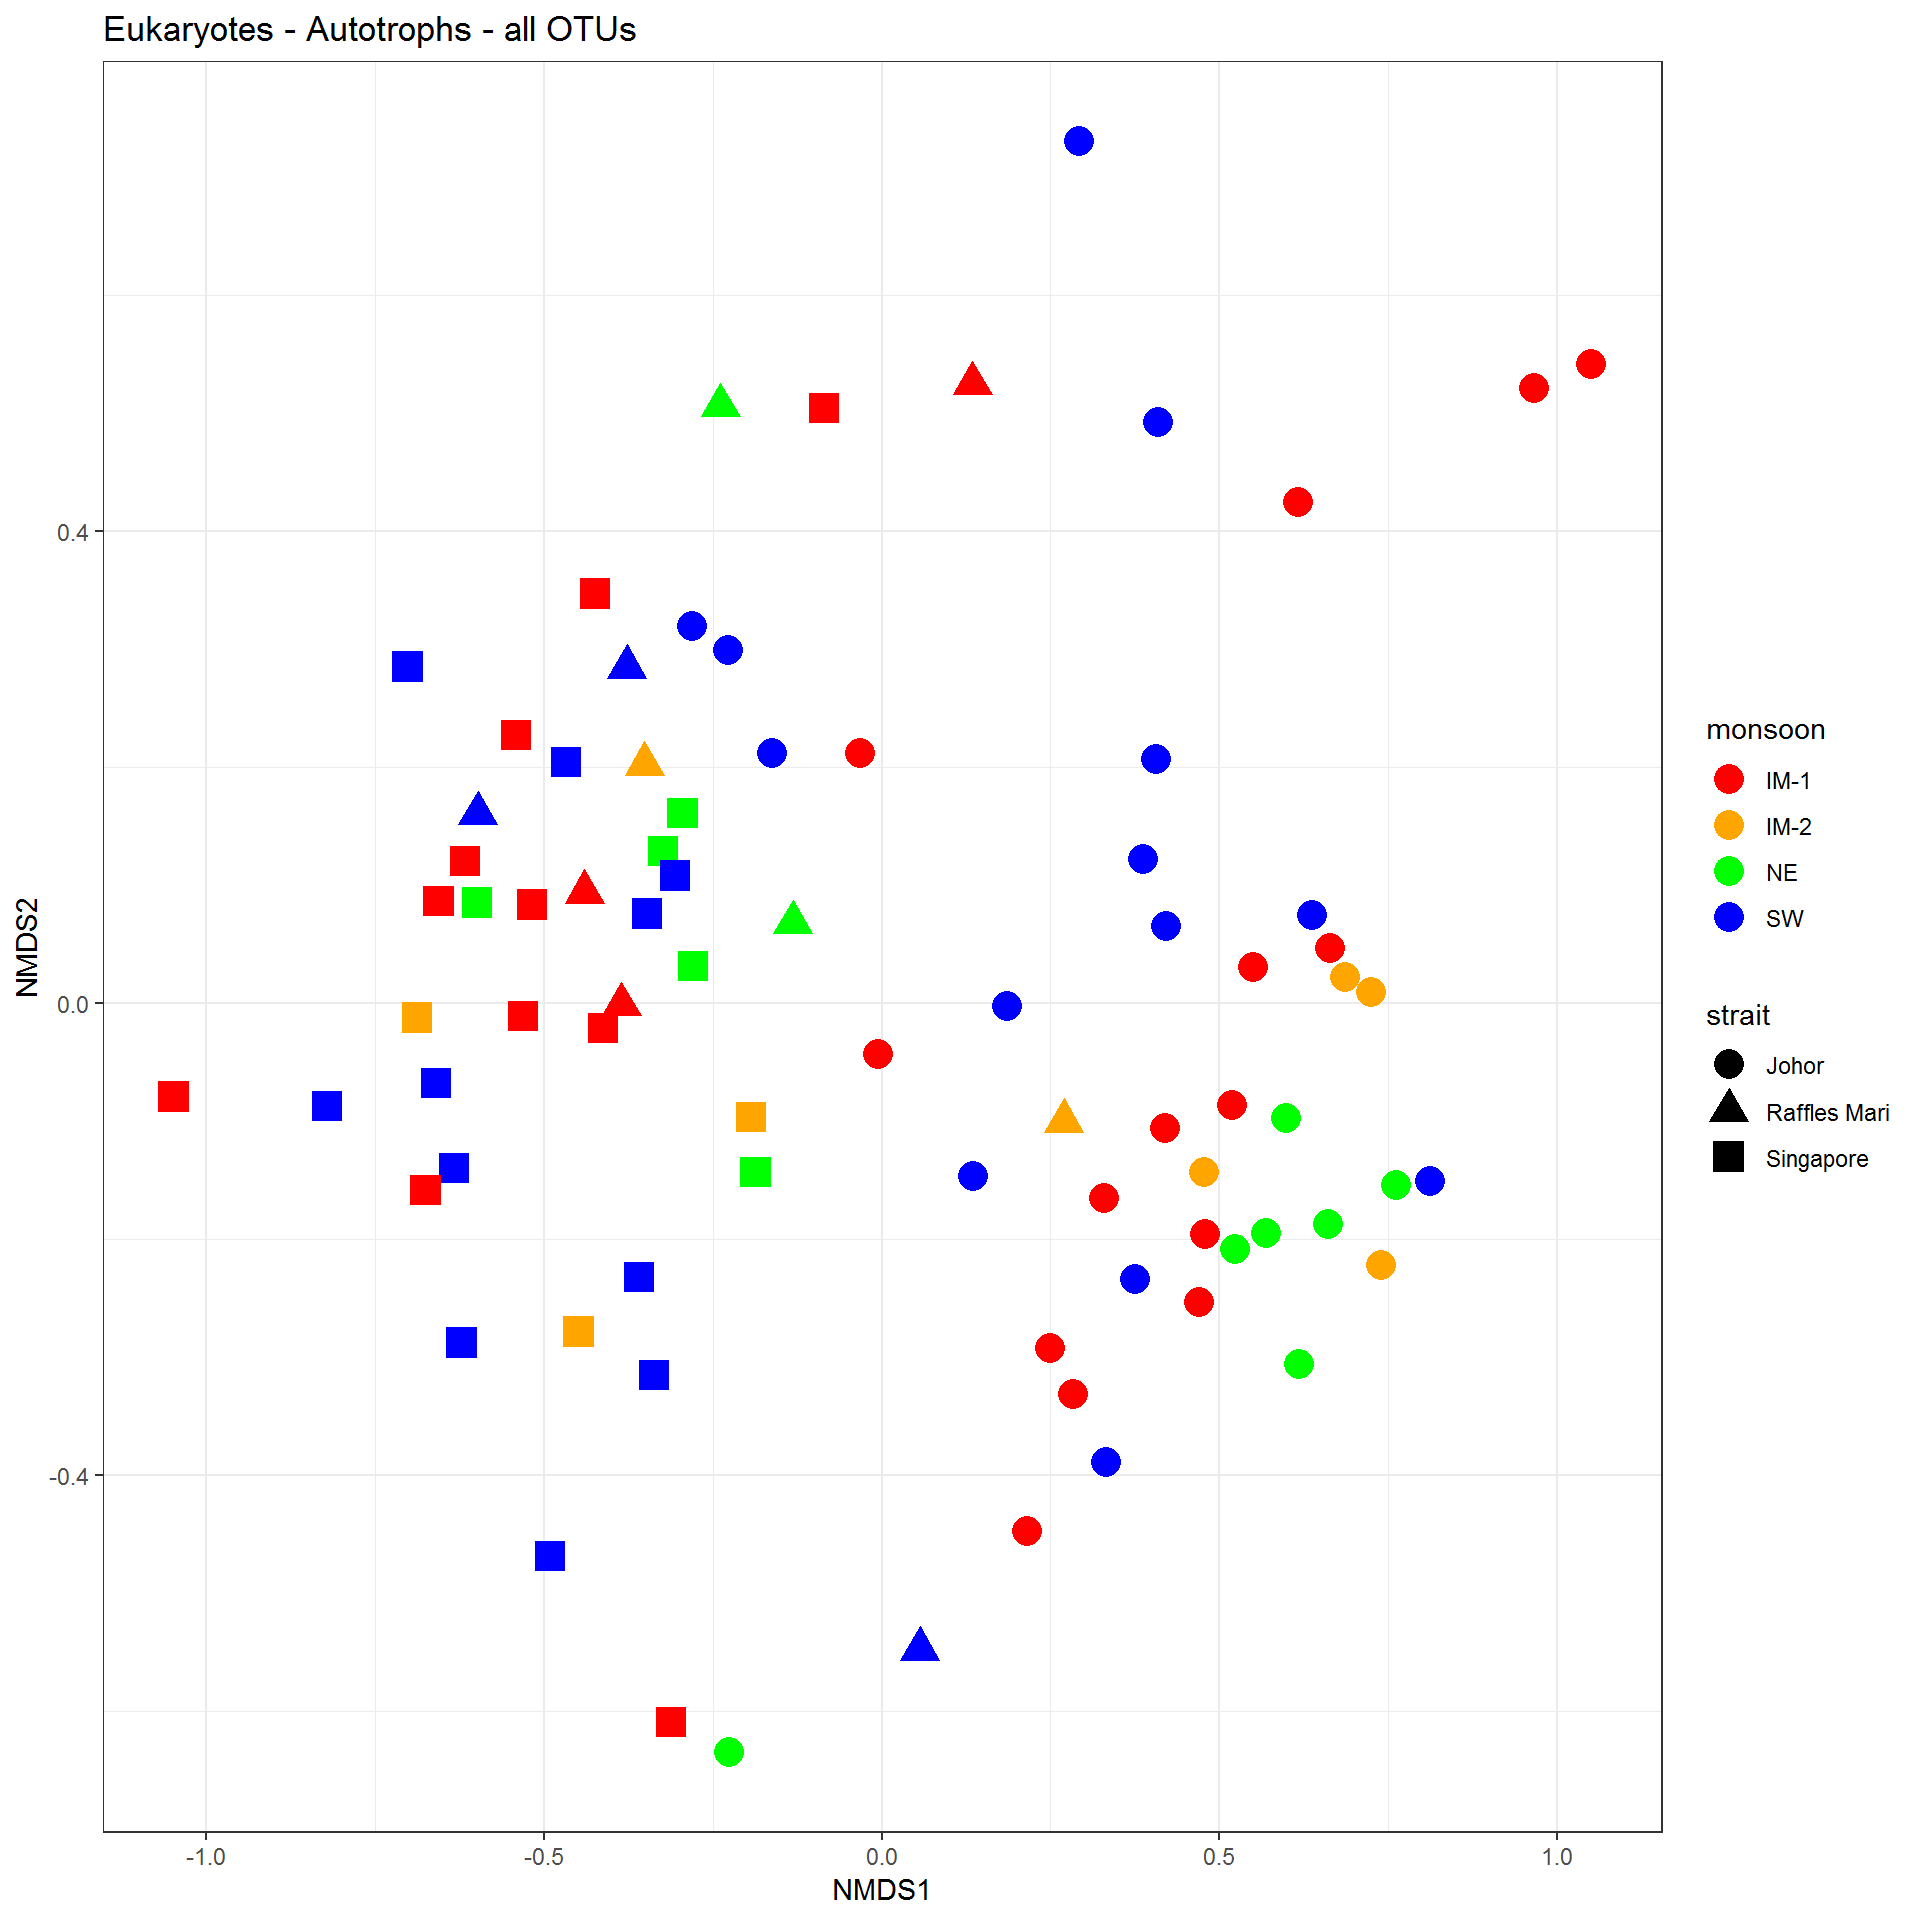 Eukaryotes - Autotrophs - all OTUs
0.4
0.0
-0.4
NMDS2
-1.0
-0.5
0.0
0.5
1.0
NMDS1
monsoon
IM-1
IM-2
NE
SW
strait
Johor
Raffles Mari
Singapore